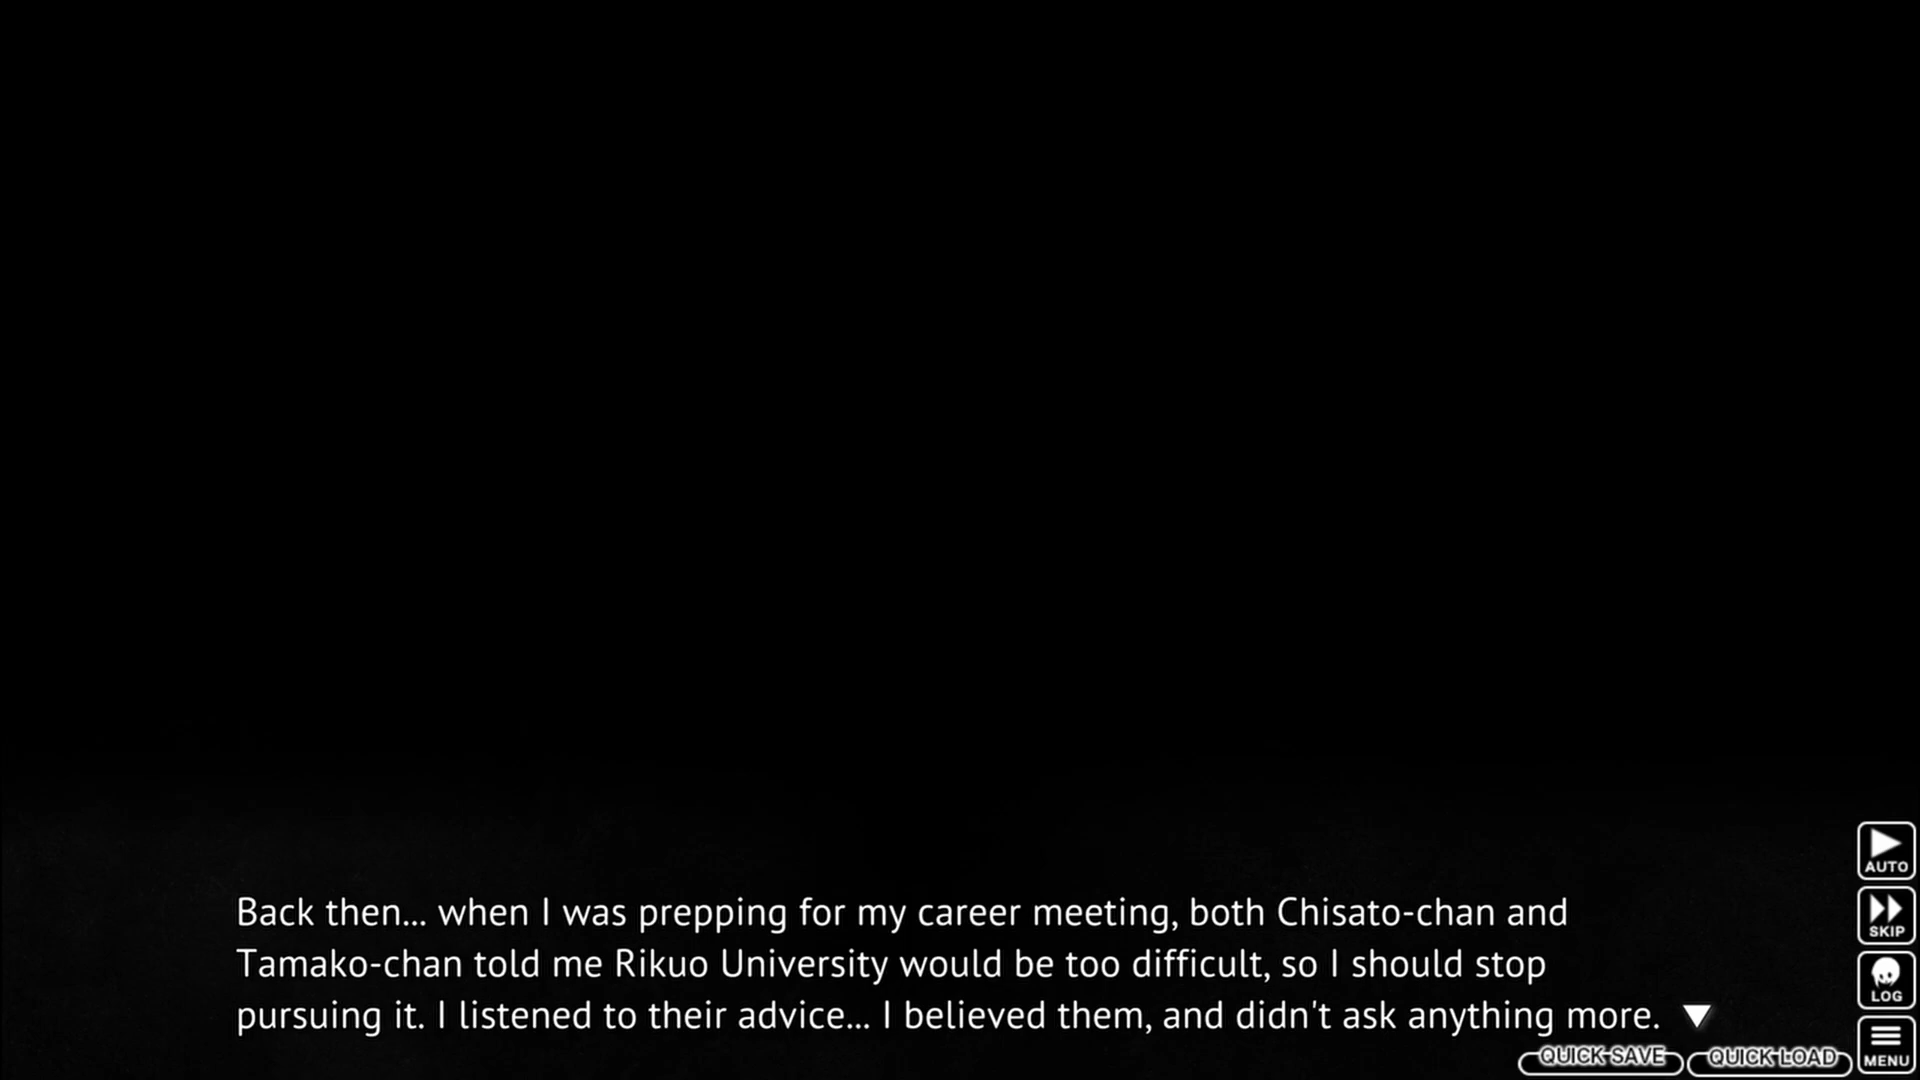 Back then... when I was prepping for my career meeting, both Chisato-chan and
Tamako-chan told me Rikuo University would be too difficult, so I should stop
pursuing it. I listened to their advice... I believed them, and didn't ask anything more.
AUTO
SKIP
LOG
MENU
QUICK SAVE
QUICK LOAD